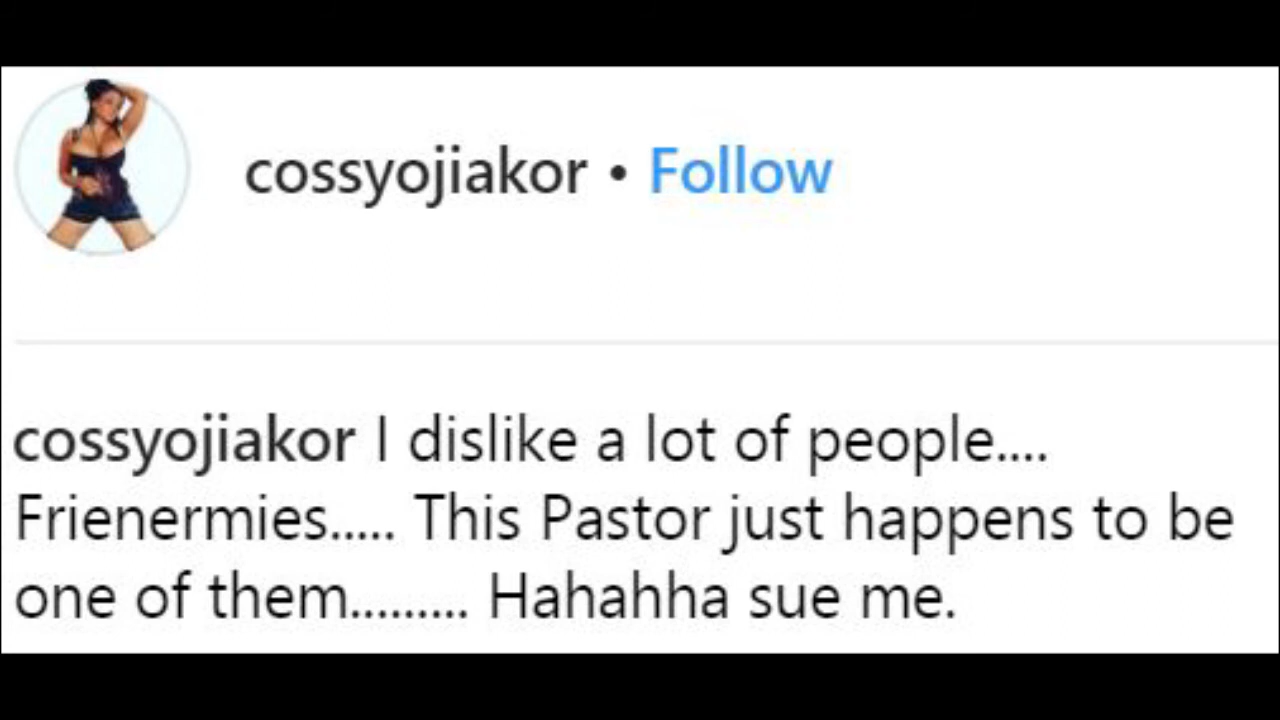 cossyojiakor • Follow
cossyojiakor I dislike a lot of people....
Frienermies..... This Pastor just happens to be
one of them......... Hahahha sue me.